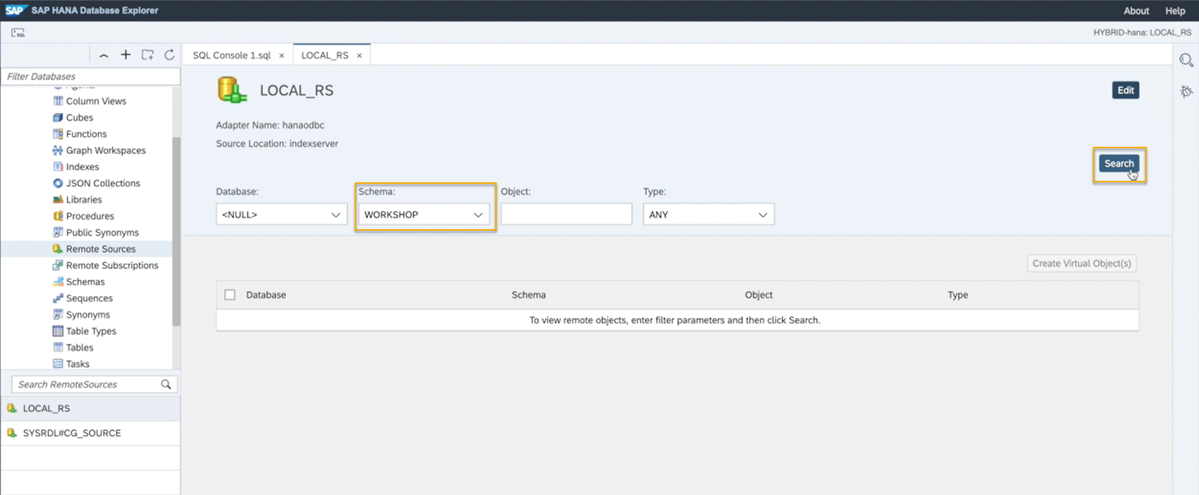 SAP SAP HANA Database Explorer About Help
SQL HYBRID-hana: LOCAL_RS
SQL Console 1.sql × LOCAL_RS ×
Filter Databases
Agents
Column Views
Cubes
Functions
Graph Workspaces
Indexes
JSON Collections
Libraries
Procedures
Public Synonyms
Remote Sources
Remote Subscriptions
Schemas
Sequences
Synonyms
Table Types
Tables
Tasks
Search RemoteSources
LOCAL_RS
SYSRDL#CG_SOURCE
LOCAL_RS
Edit
Adapter Name: hanaodbc
Source Location: indexserver
Search
Database: Schema: Object: Type:
<NULL> WORKSHOP ANY
Create Virtual Object(s)
Database Schema Object Type
To view remote objects, enter filter parameters and then click Search.